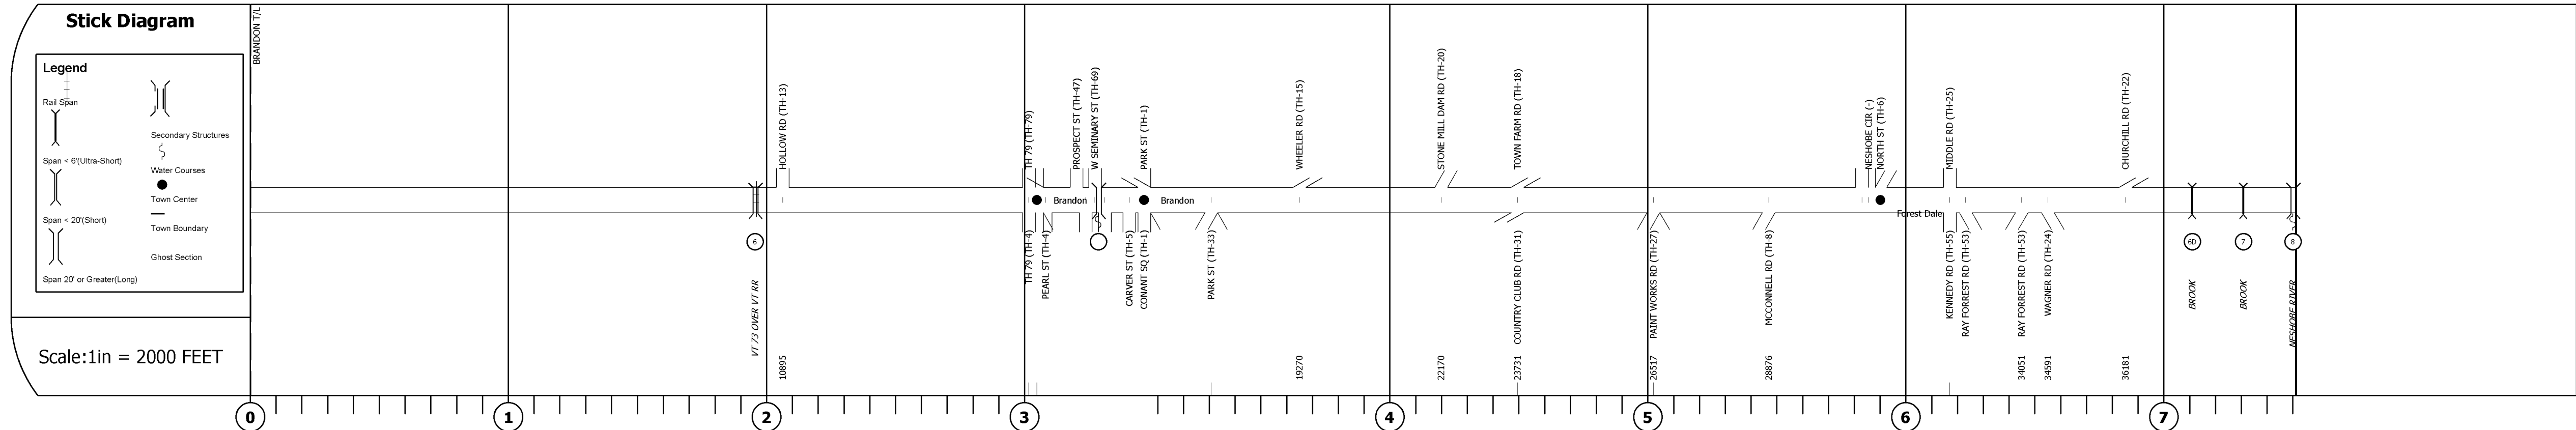 Stick Diagram
Legend
Rail Span
Span < 6'(Ultra-Short)
Span < 20'(Short)
Span 20' or Greater(Long)
Secondary Structures
Water Courses
Town Center
Town Boundary
Ghost Section
Scale:1in = 2000 FEET
BRANDON T/L
HOLLOW RD (TH-13)
TH 79 (TH-79)
PROSPECT ST (TH-47)
W SEMINARY ST (TH-69)
PARK ST (TH-1)
WHEELER RD (TH-15)
STONE MILL DAM RD (TH-20)
TOWN FARM RD (TH-18)
NESHOBE CIR (-)
NORTH ST (TH-6)
MIDDLE RD (TH-25)
CHURCHILL RD (TH-22)
Brandon
Brandon
Forest Dale
6
6D
7
8
VT 73 OVER VT RR
TH 79 (TH-4)
PEARL ST (TH-4)
CARVER ST (TH-5)
CONANT SQ (TH-1)
PARK ST (TH-33)
COUNTRY CLUB RD (TH-31)
PAINT WORKS RD (TH-27)
MCCONNELL RD (TH-8)
KENNEDY RD (TH-55)
RAY FORREST RD (TH-53)
RAY FORREST RD (TH-53)
WAGNER RD (TH-24)
BROOK
BROOK
NESHOBE RIVER
10895
19270
22170
23731
26517
28876
34051
34591
36181
0
1
2
3
4
5
6
7